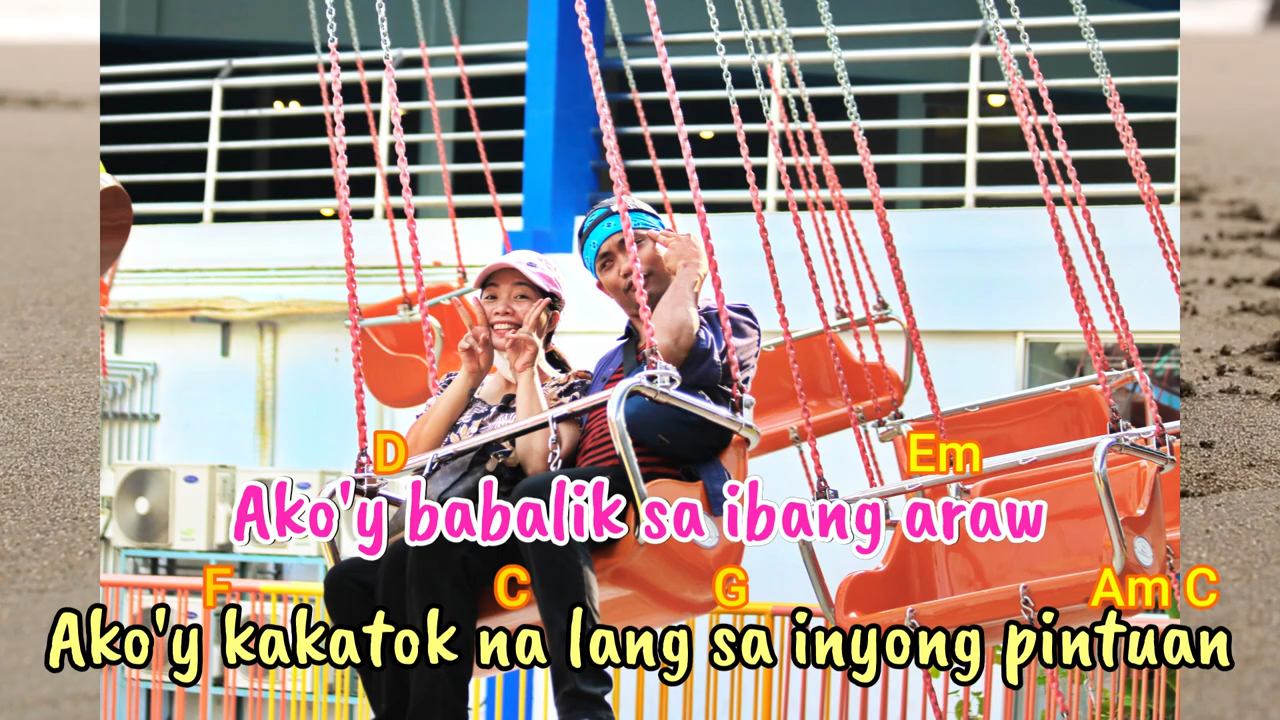 D Em
Ako'y babalik sa ibang araw
F C G Am C
Ako'y kakatok na lang sa inyong pintuan